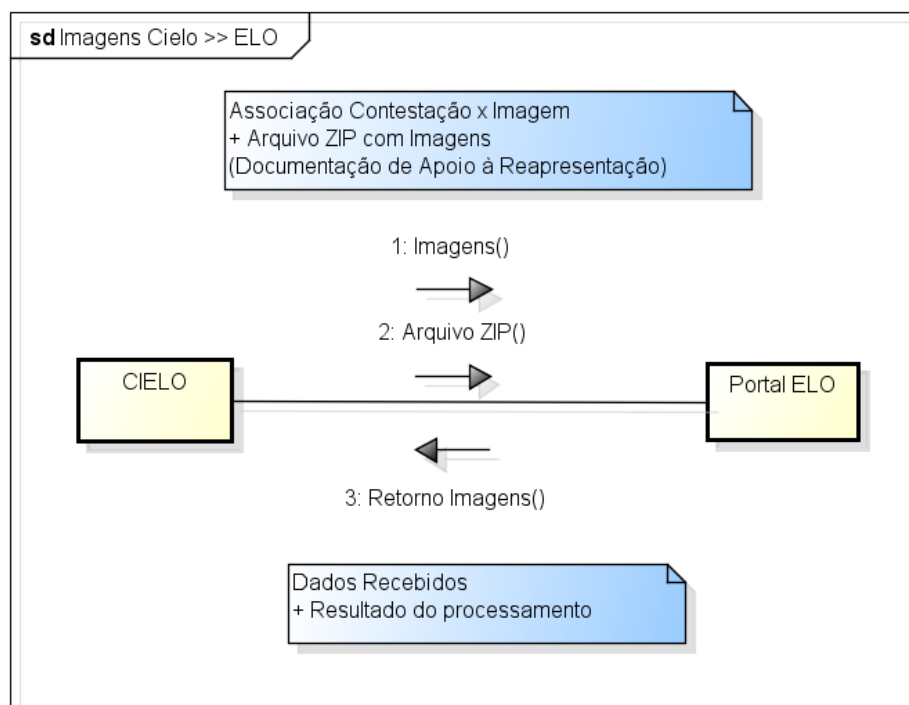 sd Imagens Cielo >> ELO
Associação Contestação x Imagem
+ Arquivo ZIP com Imagens
(Documentação de Apoio à Reapresentação)
1: Imagens()
2: Arquivo ZIP()
CIELO
Portal ELO
3: Retorno Imagens()
Dados Recebidos
+ Resultado do processamento